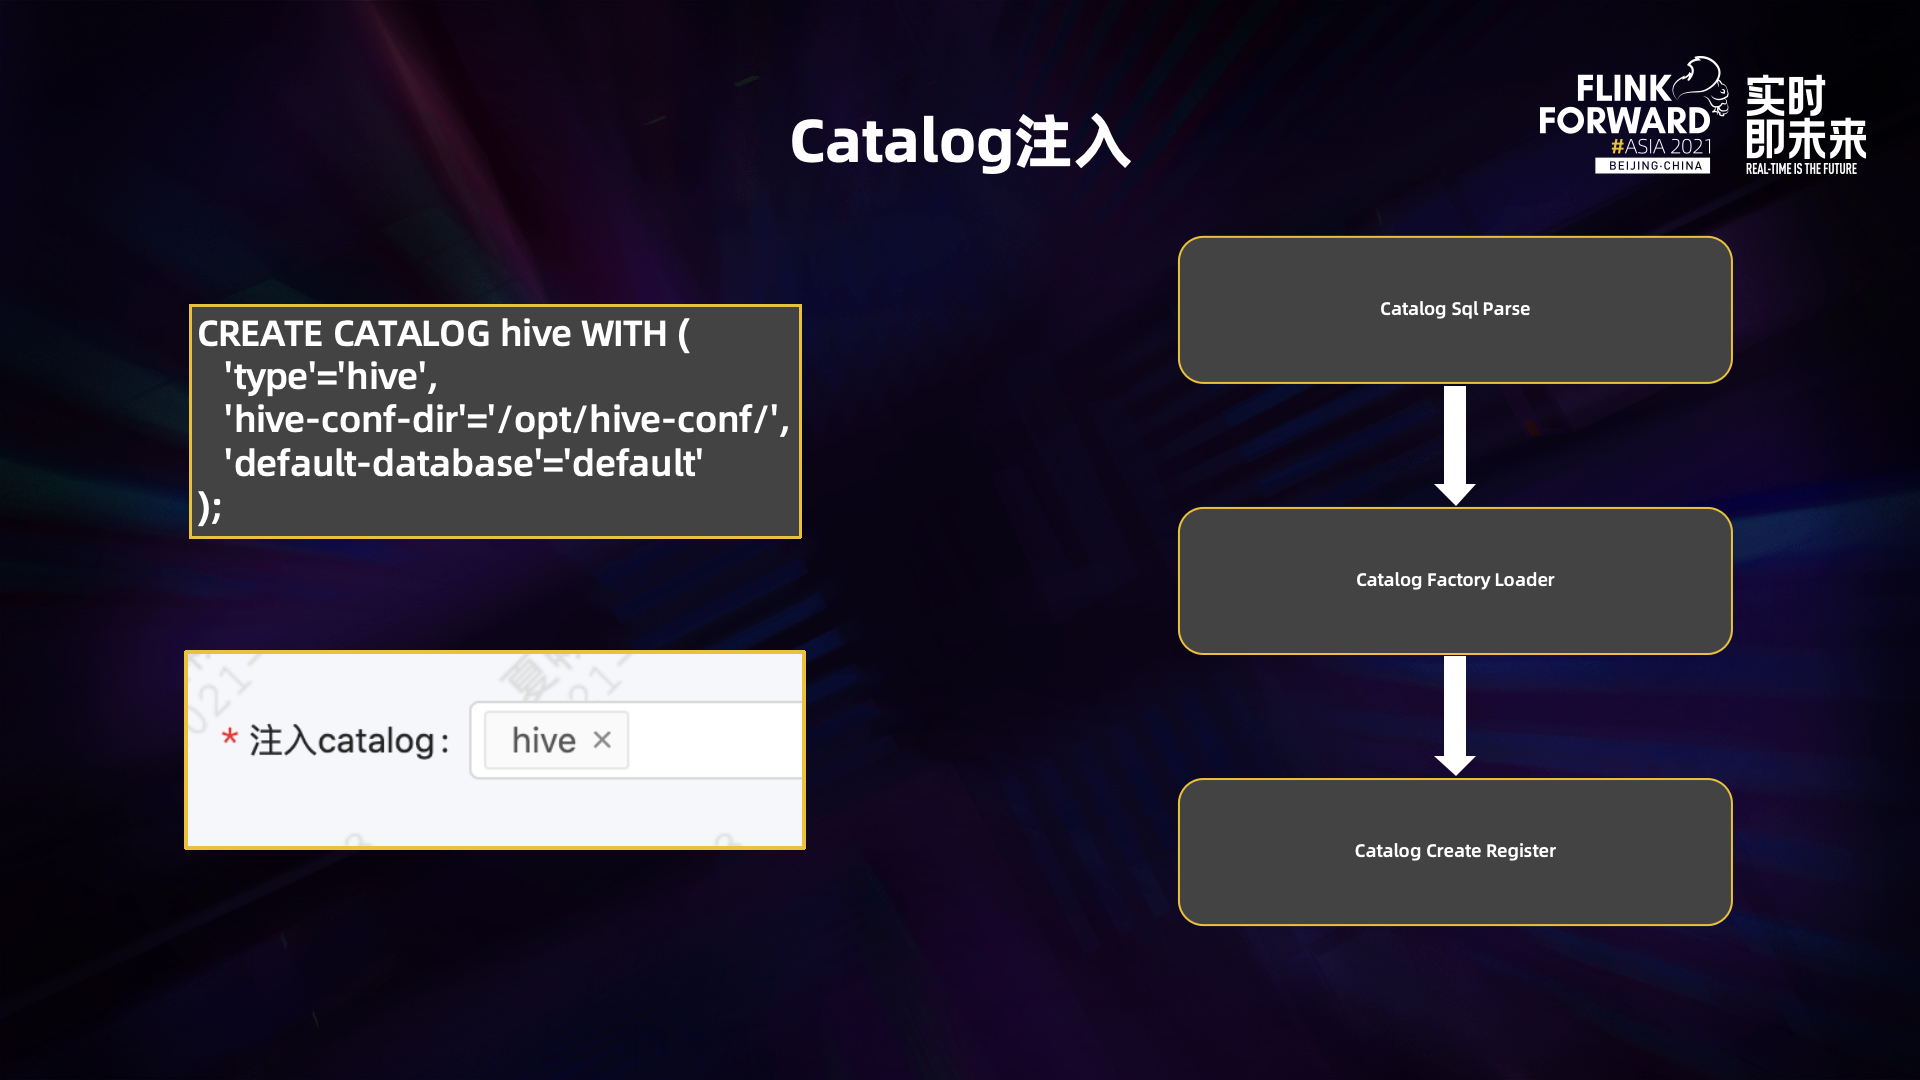 Catalog注入
FLINK
FORWARD
#ASIA 2021
BEIJING·CHINA
实时
即未来
REAL-TIME IS THE FUTURE
CREATE CATALOG hive WITH (
'type'='hive',
'hive-conf-dir'='/opt/hive-conf/',
'default-database'='default'
);
* 注入catalog: hive ×
Catalog Sql Parse
Catalog Factory Loader
Catalog Create Register